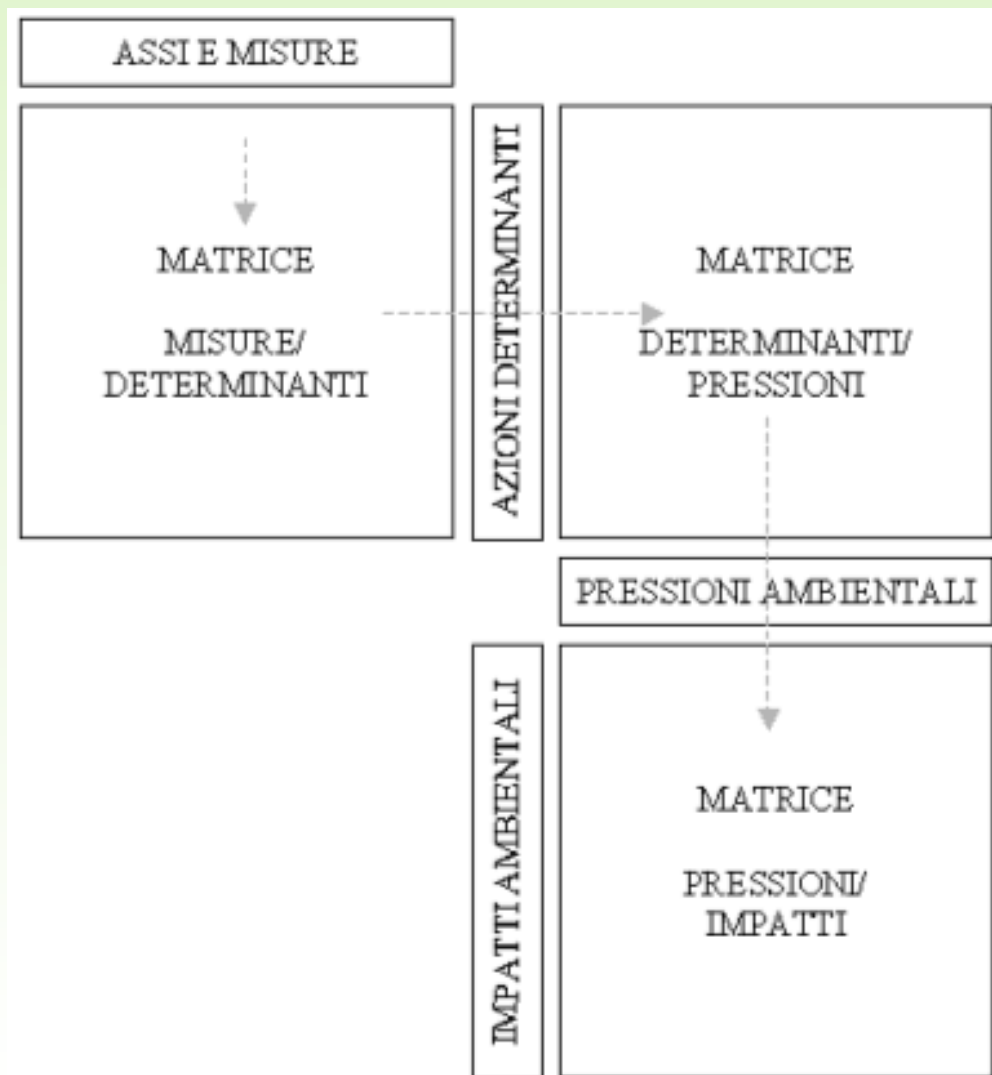 ASSI E MISURE
MATRICE
MISURE/
DETERMINANTI
AZIONI DETERMINANTI
MATRICE
DETERMINANTI/
PRESSIONI
PRESSIONI AMBIENTALI
IMPATTI AMBIENTALI
MATRICE
PRESSIONI/
IMPATTI